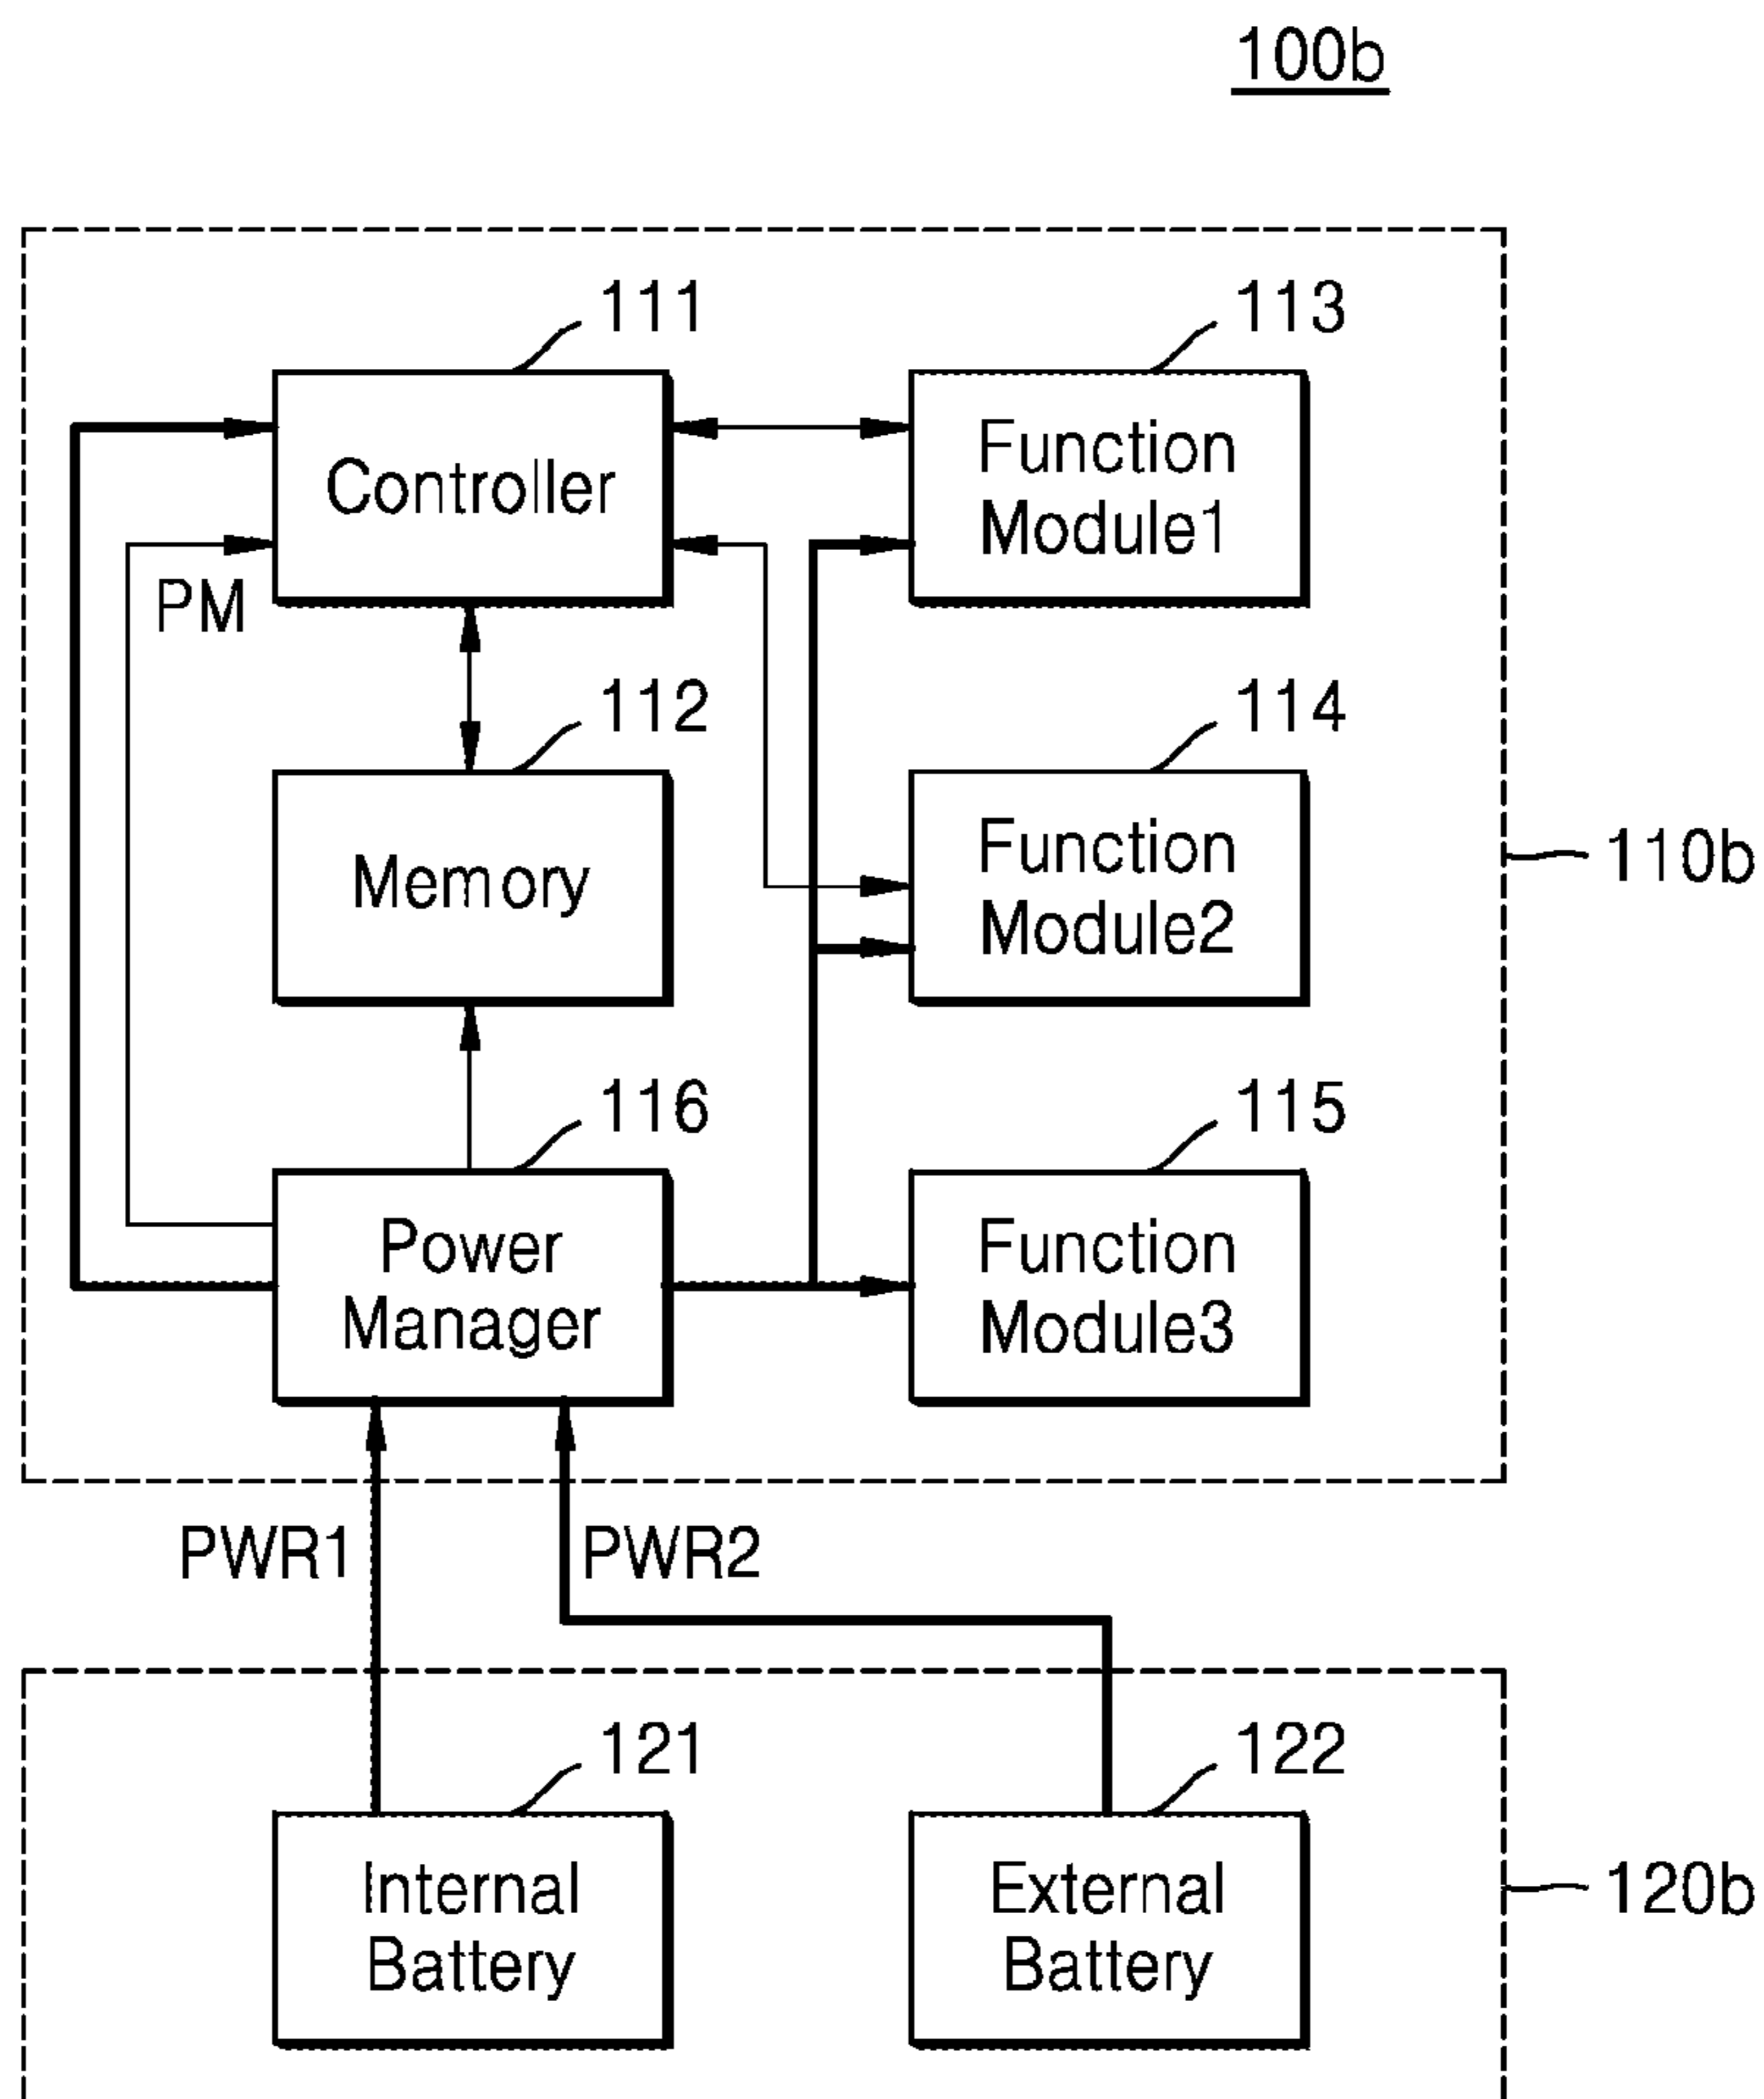 100b
111
113
Controller
Function
Module1
PM
112
114
Memory
Function
Module2
110b
116
115
Power
Manager
Function
Module3
PWR1
PWR2
121
122
Internal
Battery
External
Battery
120b